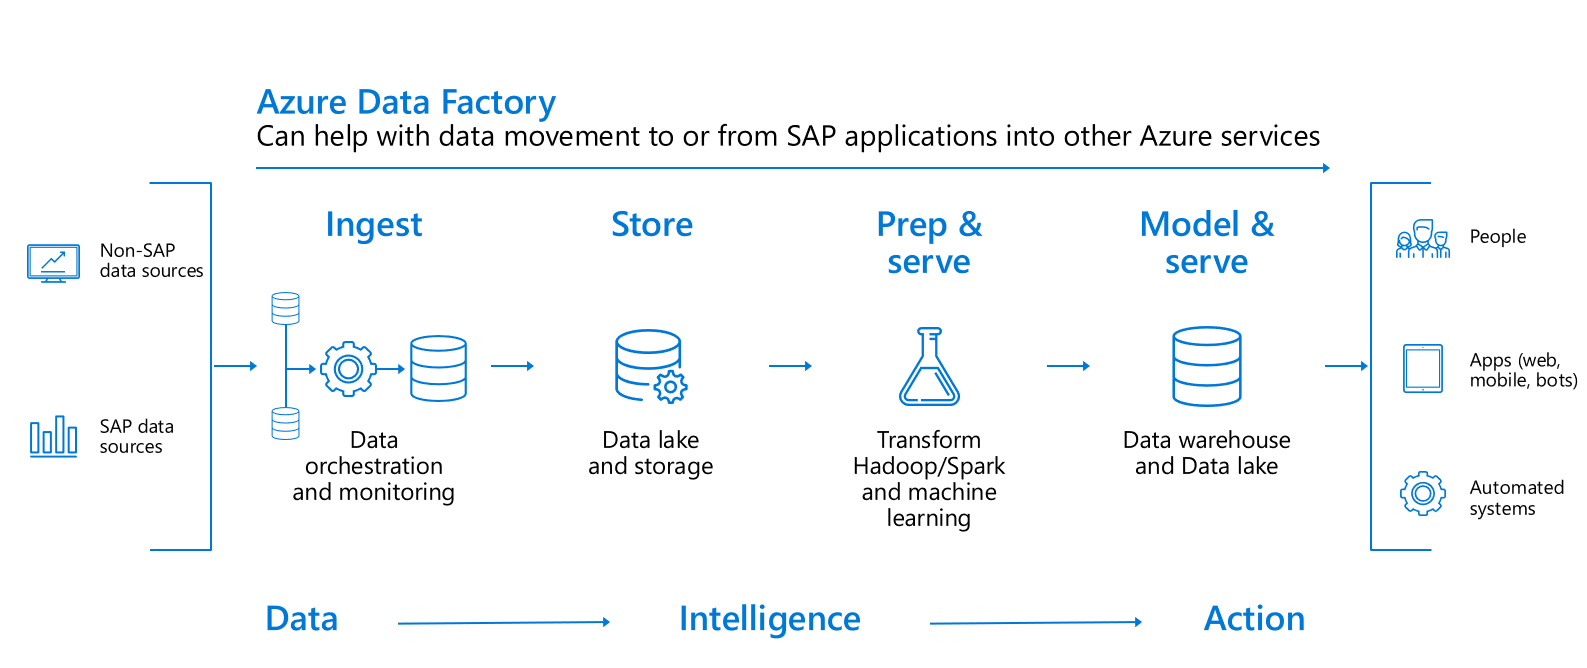 Azure Data Factory
Can help with data movement to or from SAP applications into other Azure services
Non-SAP
data sources
SAP data
sources
Ingest
Data
orchestration
and monitoring
Store
Data lake
and storage
Prep &
serve
Transform
Hadoop/Spark
and machine
learning
Model &
serve
Data warehouse
and Data lake
People
Apps (web,
mobile, bots)
Automated
systems
Data
Intelligence
Action